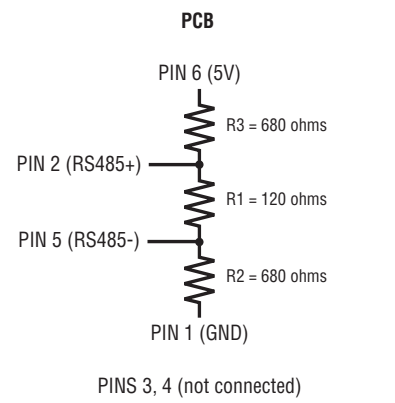 PCB
PIN 6 (5V)
R3 = 680 ohms
PIN 2 (RS485+)
R1 = 120 ohms
PIN 5 (RS485-)
R2 = 680 ohms
PIN 1 (GND)
PINS 3, 4 (not connected)